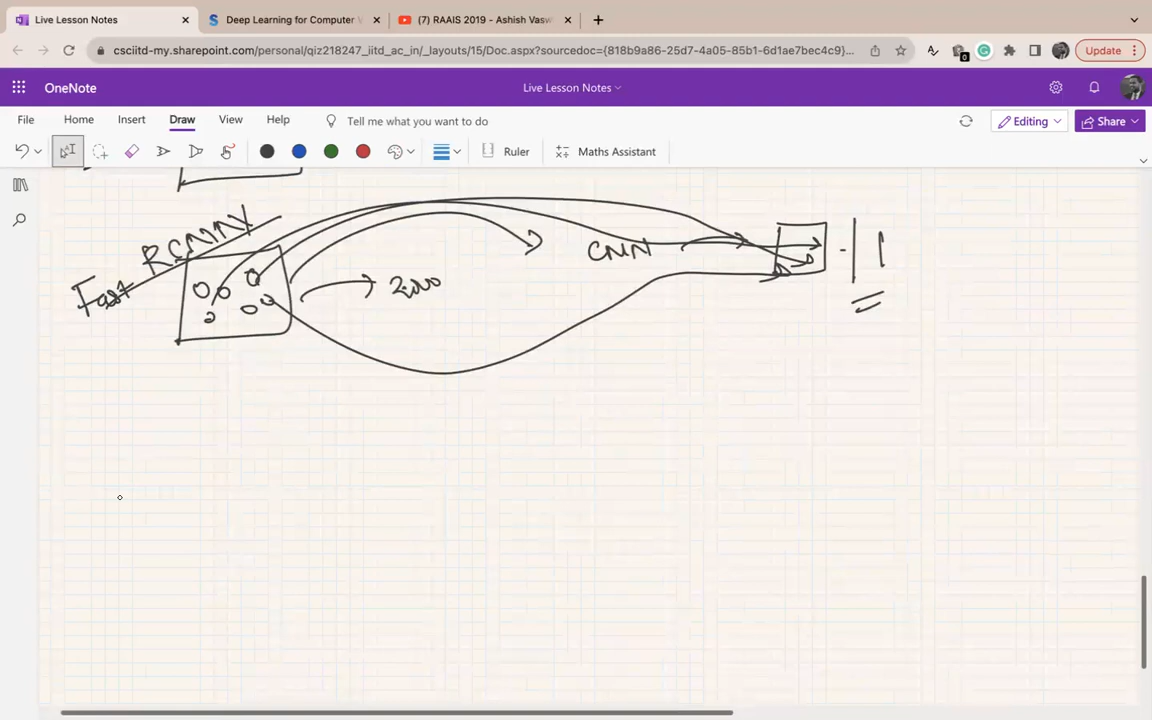 Live Lesson Notes
Deep Learning for Computer V
(7) RAAIS 2019 - Ashish Vasw
csciitd-my.sharepoint.com/personal/qiz218247_iitd_ac_in/_layouts/15/Doc.aspx?sourcedoc={818b9a86-25d7-4a05-85b1-6d1ae7bec4c9}...
0
Update
OneNote
Live Lesson Notes
File Home Insert Draw View Help Tell me what you want to do
Editing
Share
Ruler
Maths Assistant
Fast RCNN
2000
CNN